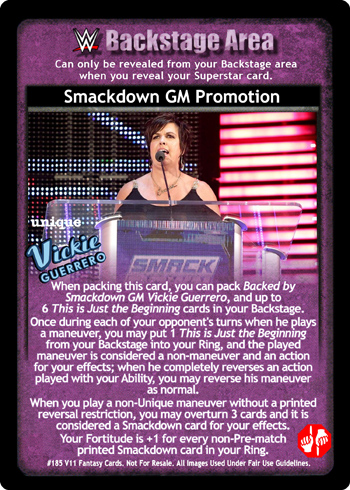 W Backstage Area
Can only be revealed from your Backstage area
when you reveal your Superstar card.
Smackdown GM Promotion
SMACK
unique
Vickie
GUERRERO
When packing this card, you can pack Backed by
Smackdown GM Vickie Guerrero, and up to
6 This is Just the Beginning cards in your Backstage.
Once during each of your opponent's turns when he plays
a maneuver, you may put 1 This is Just the Beginning
from your Backstage into your Ring, and the played
maneuver is considered a non-maneuver and an action
for your effects; when he completely reverses an action
played with your Ability, you may reverse his maneuver
as normal.
When you play a non-Unique maneuver without a printed
reversal restriction, you may overturn 3 cards and it is
considered a Smackdown card for your effects.
Your Fortitude is +1 for every non-Pre-match
printed Smackdown card in your Ring.
#185 V11 Fantasy Cards. Not For Resale. All Images Used Under Fair Use Guidelines.